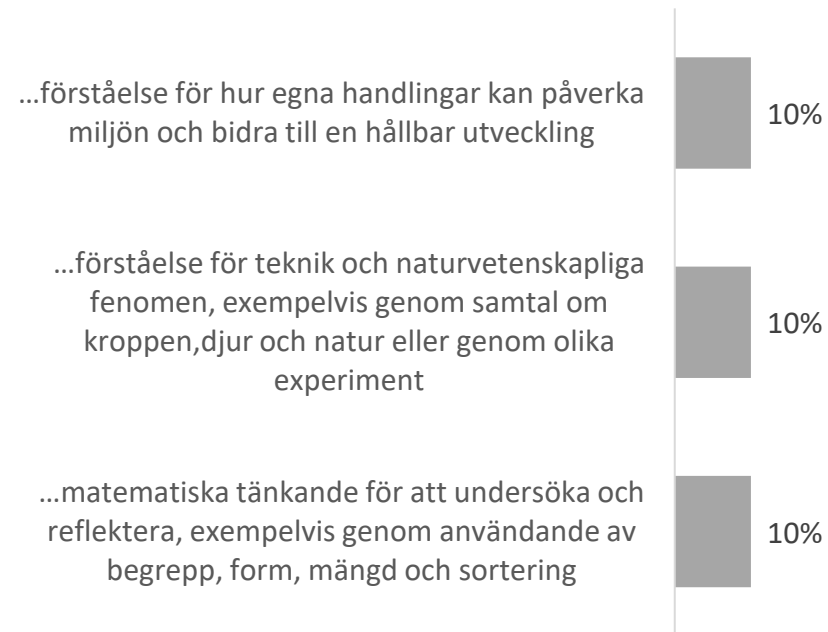 ...förståelse för hur egna handlingar kan påverka
miljön och bidra till en hållbar utveckling
10%
...förståelse för teknik och naturvetenskapliga
fenomen, exempelvis genom samtal om
kroppen,djur och natur eller genom olika
experiment
10%
...matematiska tänkande för att undersöka och
reflektera, exempelvis genom användande av
begrepp, form, mängd och sortering
10%